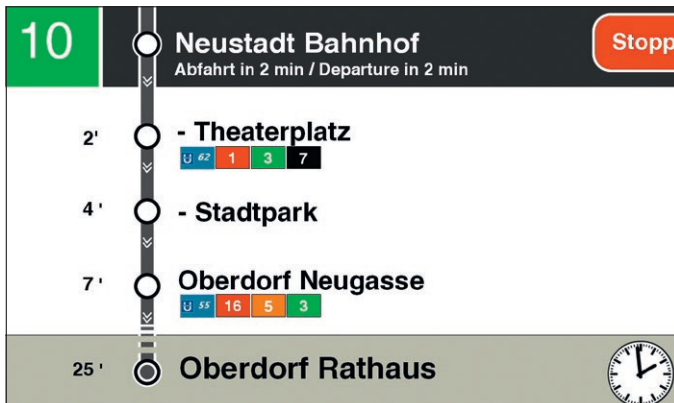 10
Neustadt Bahnhof
Stopp
Abfahrt in 2 min / Departure in 2 min
2' - Theaterplatz
U 62 1 3 7
4 ' - Stadtpark
7 ' Oberdorf Neugasse
U 55 16 5 3
25 ' Oberdorf Rathaus